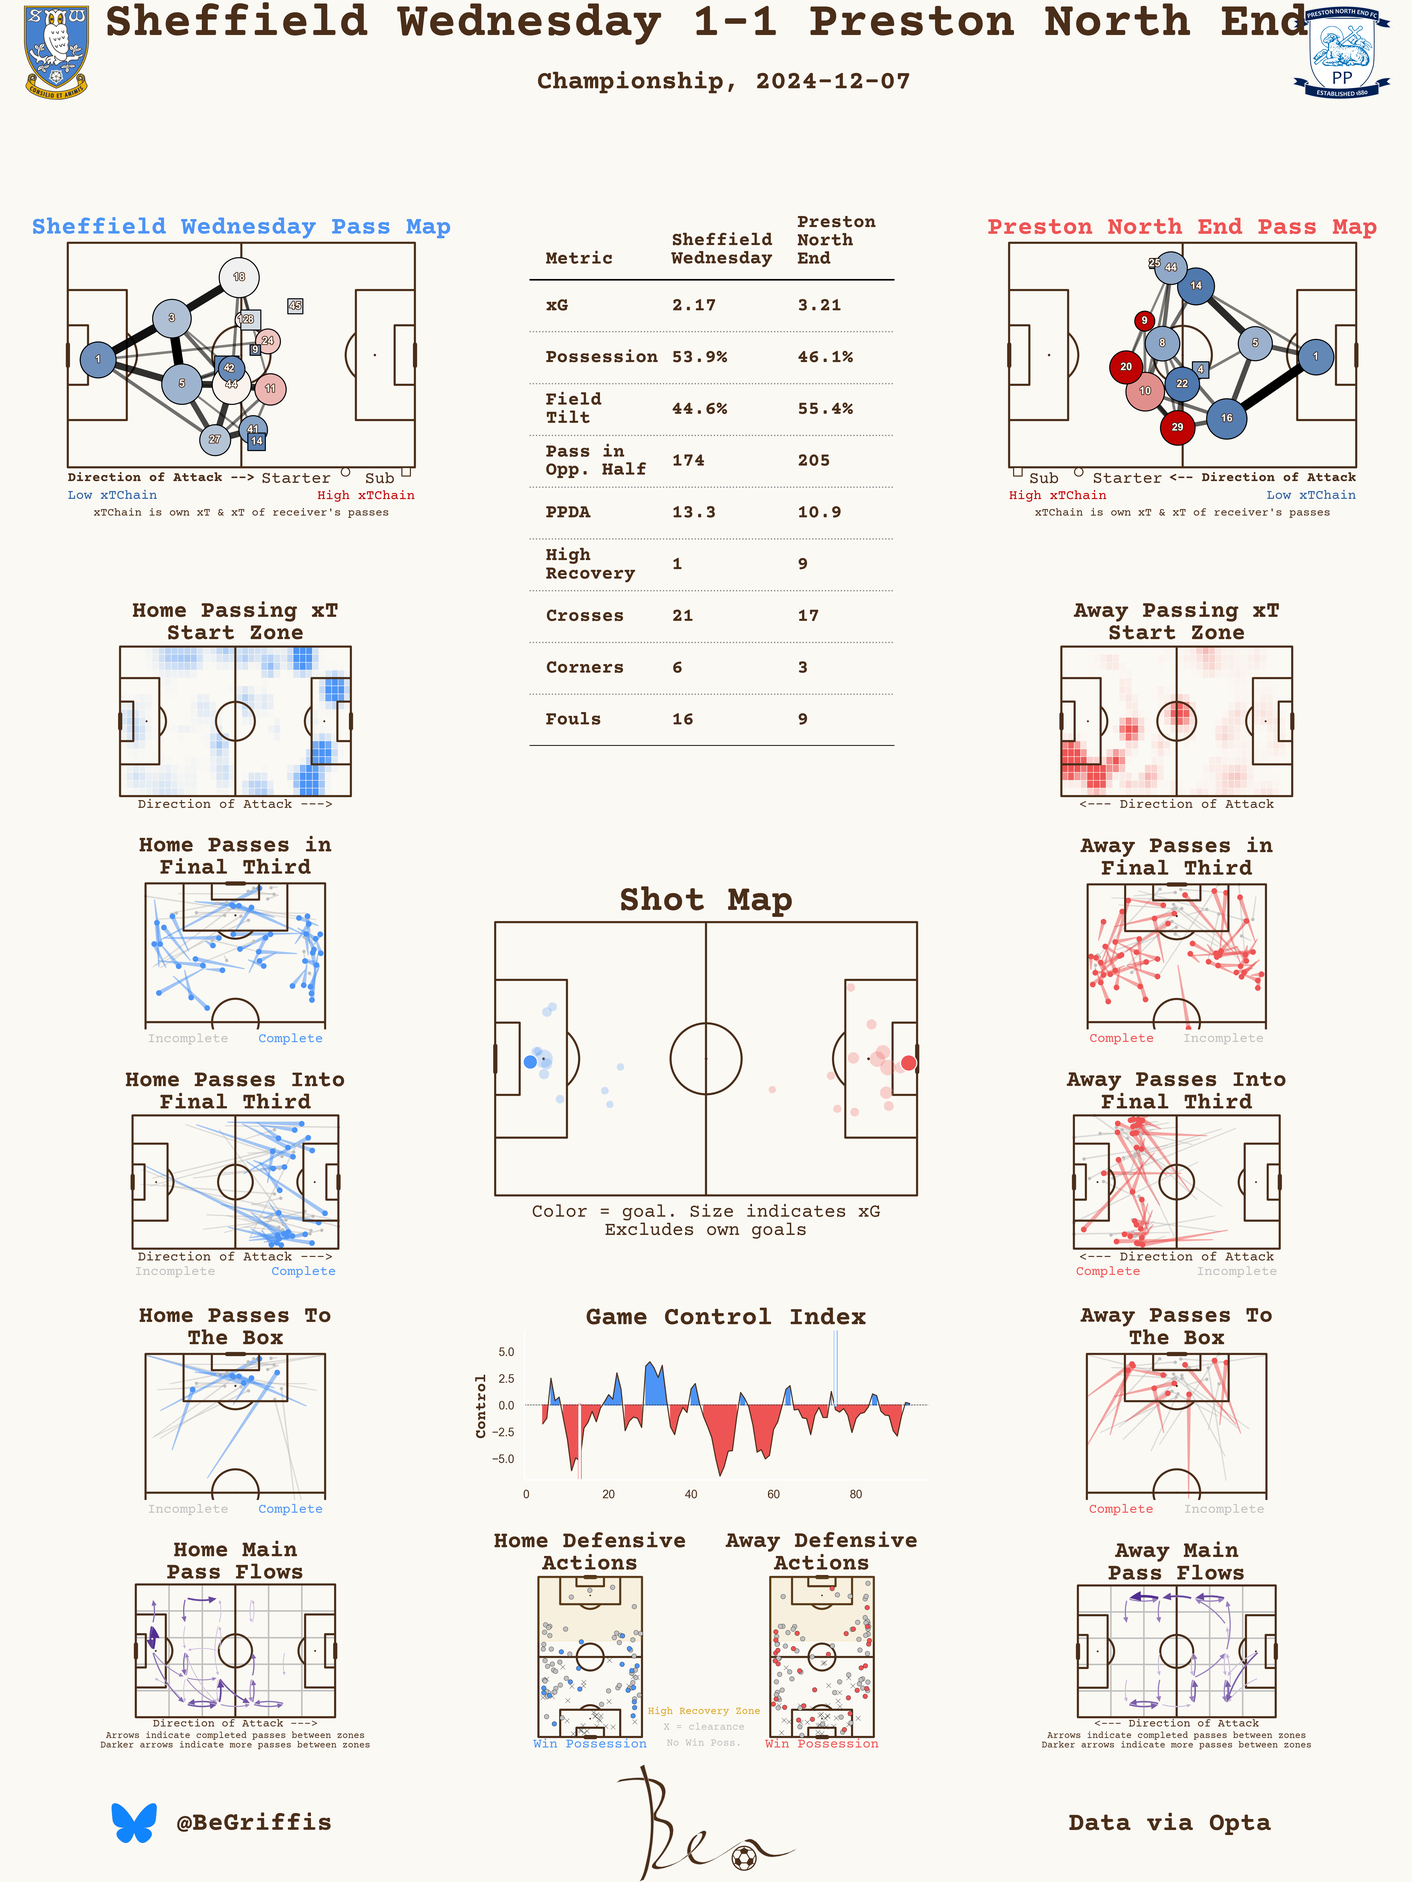 Sheffield Wednesday 1-1 Preston North End
Championship, 2024-12-07
S W
CONSILIO ET ANIMIS
PRESTON NORTH END FC
PP
ESTABLISHED 1880
Sheffield Wednesday Pass Map
18
3
45
128
24
9
1
42
5
44
11
27
41
14
Direction of Attack --> Starter Sub
Low xTChain High xTChain
xTChain is own xT & xT of receiver's passes
Metric Sheffield Wednesday Preston North End
xG 2.17 3.21
Possession 53.9% 46.1%
Field Tilt 44.6% 55.4%
Pass in Opp. Half 174 205
PPDA 13.3 10.9
High Recovery 1 9
Crosses 21 17
Corners 6 3
Fouls 16 9
Preston North End Pass Map
25
44
14
9
8
5
1
20
4
22
10
16
29
Sub Starter <-- Direction of Attack
High xTChain Low xTChain
xTChain is own xT & xT of receiver's passes
Home Passing xT
Start Zone
Direction of Attack --->
Away Passing xT
Start Zone
<--- Direction of Attack
Home Passes in
Final Third
Incomplete Complete
Away Passes in
Final Third
Complete Incomplete
Shot Map
Color = goal. Size indicates xG
Excludes own goals
Home Passes Into
Final Third
Direction of Attack --->
Incomplete Complete
Away Passes Into
Final Third
<--- Direction of Attack
Complete Incomplete
Home Passes To
The Box
Incomplete Complete
Game Control Index
Control
5.0
2.5
0.0
−2.5
−5.0
0 20 40 60 80
Away Passes To
The Box
Complete Incomplete
Home Main
Pass Flows
Direction of Attack --->
Arrows indicate completed passes between zones
Darker arrows indicate more passes between zones
Home Defensive
Actions
Win Possession
High Recovery Zone
X = clearance
No Win Poss.
Away Defensive
Actions
Win Possession
Away Main
Pass Flows
<--- Direction of Attack
Arrows indicate completed passes between zones
Darker arrows indicate more passes between zones
@BeGriffis
Ben
Data via Opta